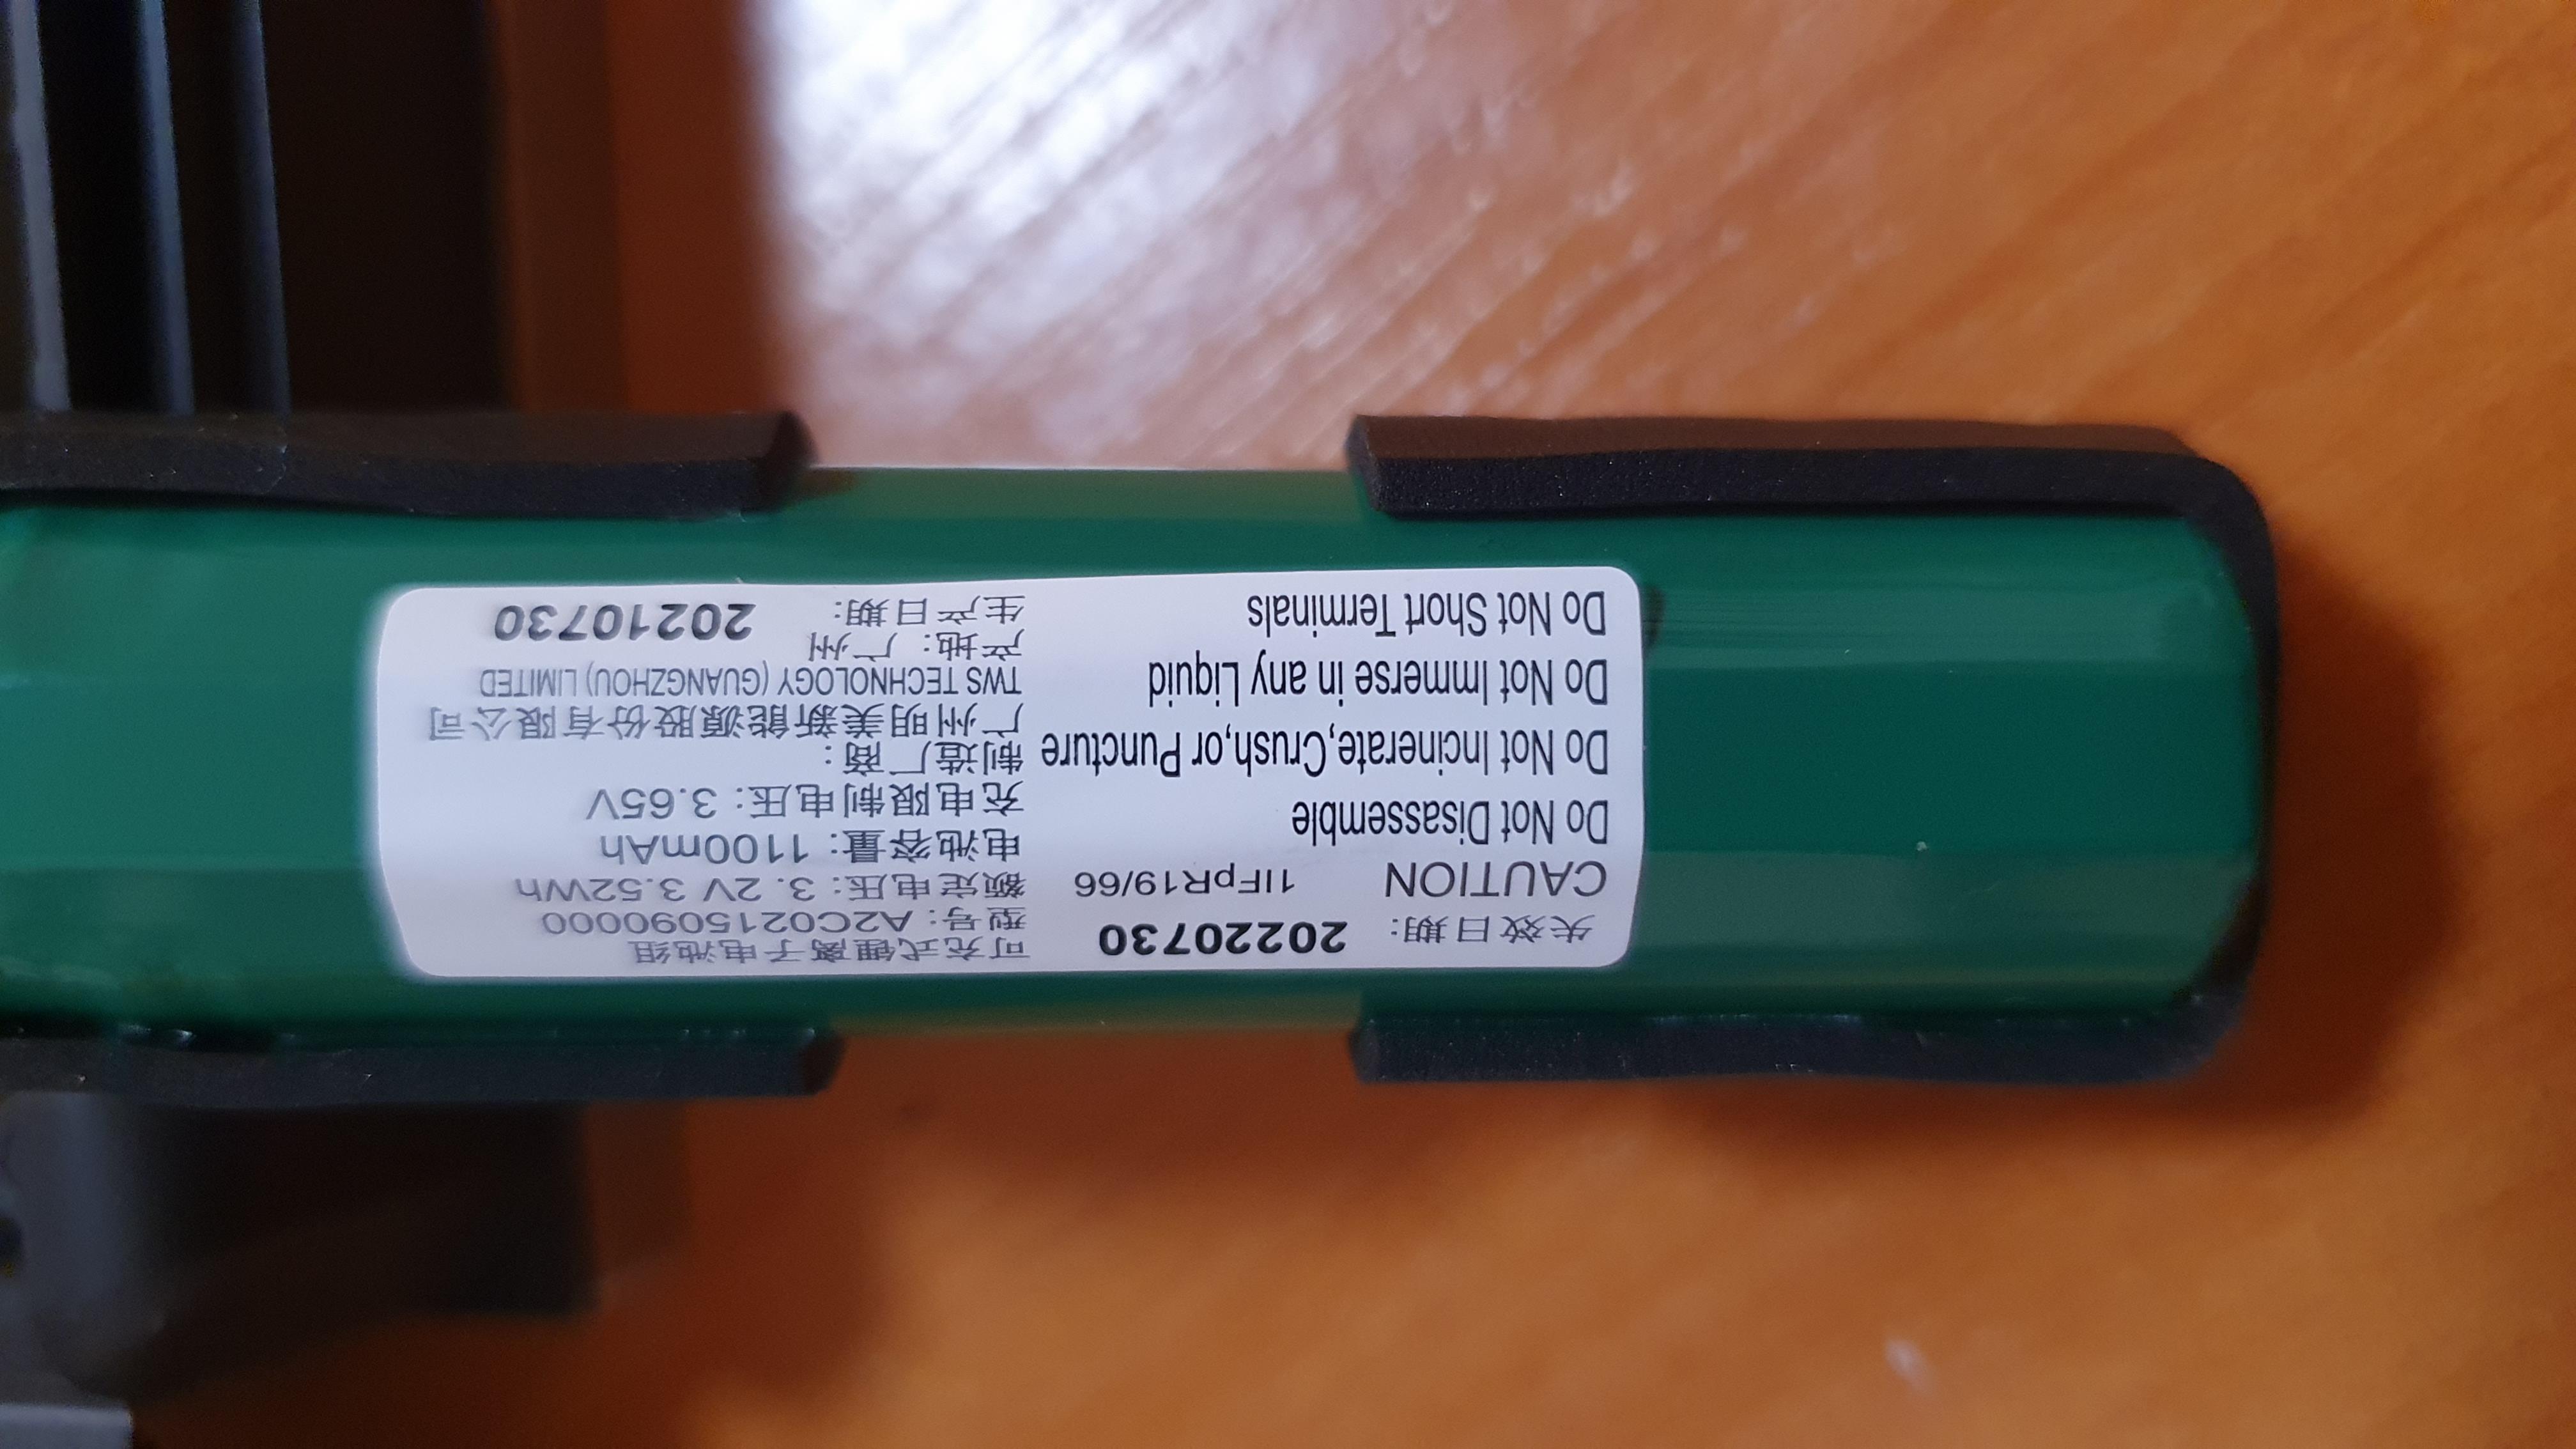 失效日期: 20220730
CAUTION 1IFpR19/66
Do Not Disassemble
Do Not Incinerate,Crush,or Puncture
Do Not Immerse in any Liquid
Do Not Short Terminals
可充式锂离子电池组
型号: A2C0215090000
额定电压: 3.2V 3.52Wh
电池容量: 1100mAh
充电限制电压: 3.65V
制造厂商:
广州明美新能源股份有限公司
TWS TECHNOLOGY (GUANGZHOU) LIMITED
产地: 广州
生产日期: 20210730